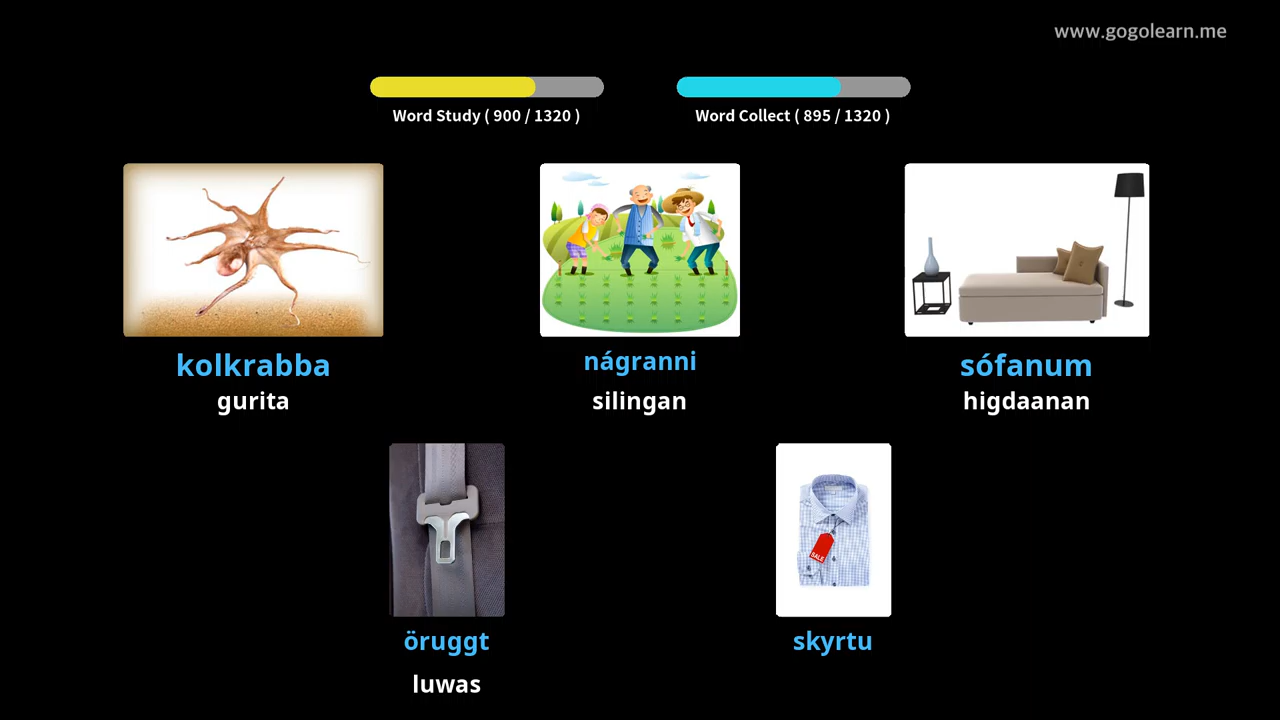 www.gogolearn.me
Word Study ( 900 / 1320 )
Word Collect ( 895 / 1320 )
kolkrabba
gurita
nágranni
silingan
sófanum
higdaanan
öruggt
luwas
SALE
skyrtu